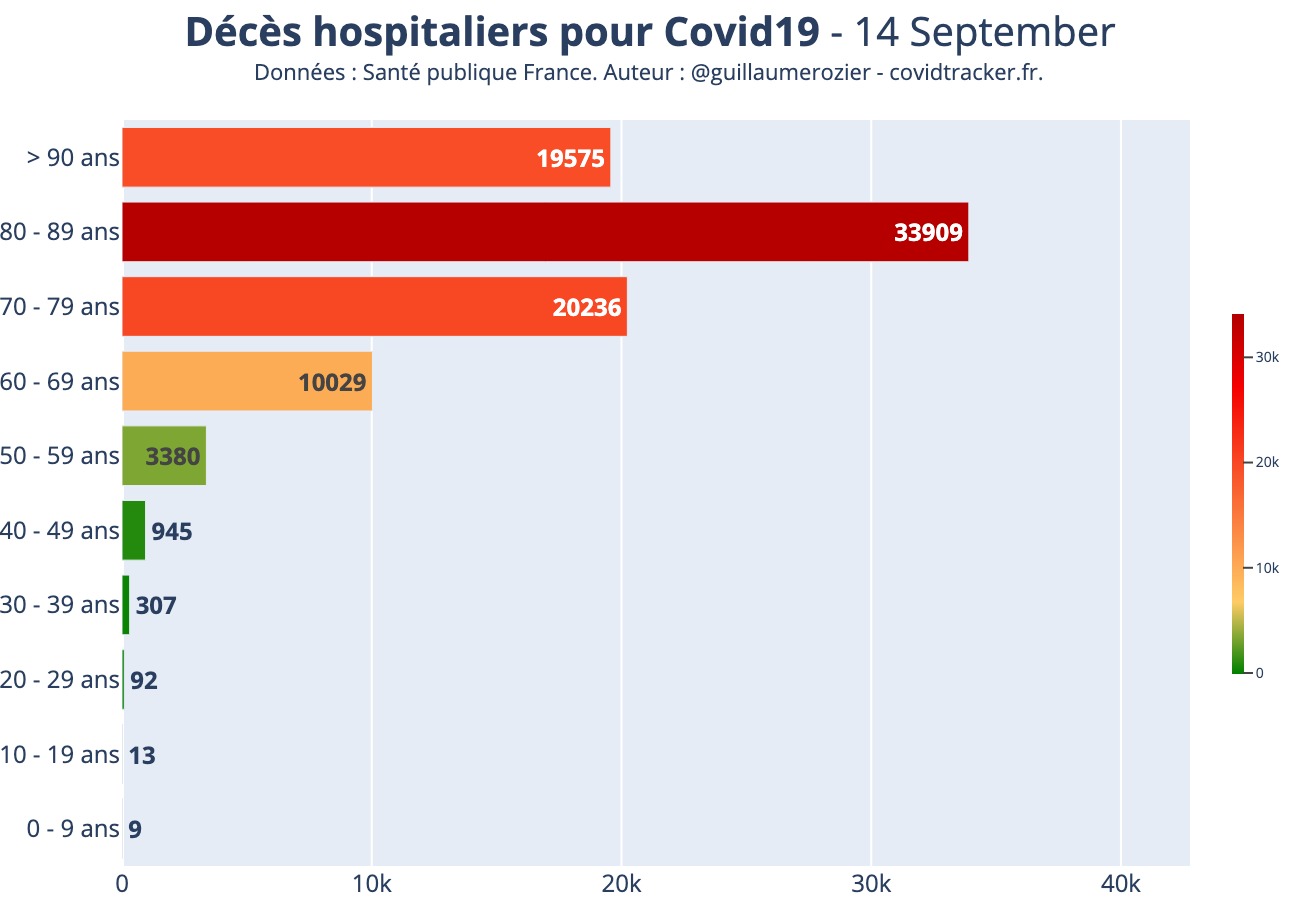 Décès hospitaliers pour Covid19 - 14 September
Données : Santé publique France. Auteur : @guillaumerozier - covidtracker.fr.
> 90 ans 19575
80 - 89 ans 33909
70 - 79 ans 20236
60 - 69 ans 10029
50 - 59 ans 3380
40 - 49 ans 945
30 - 39 ans 307
20 - 29 ans 92
10 - 19 ans 13
0 - 9 ans 9
0 10k 20k 30k 40k
30k
20k
10k
0